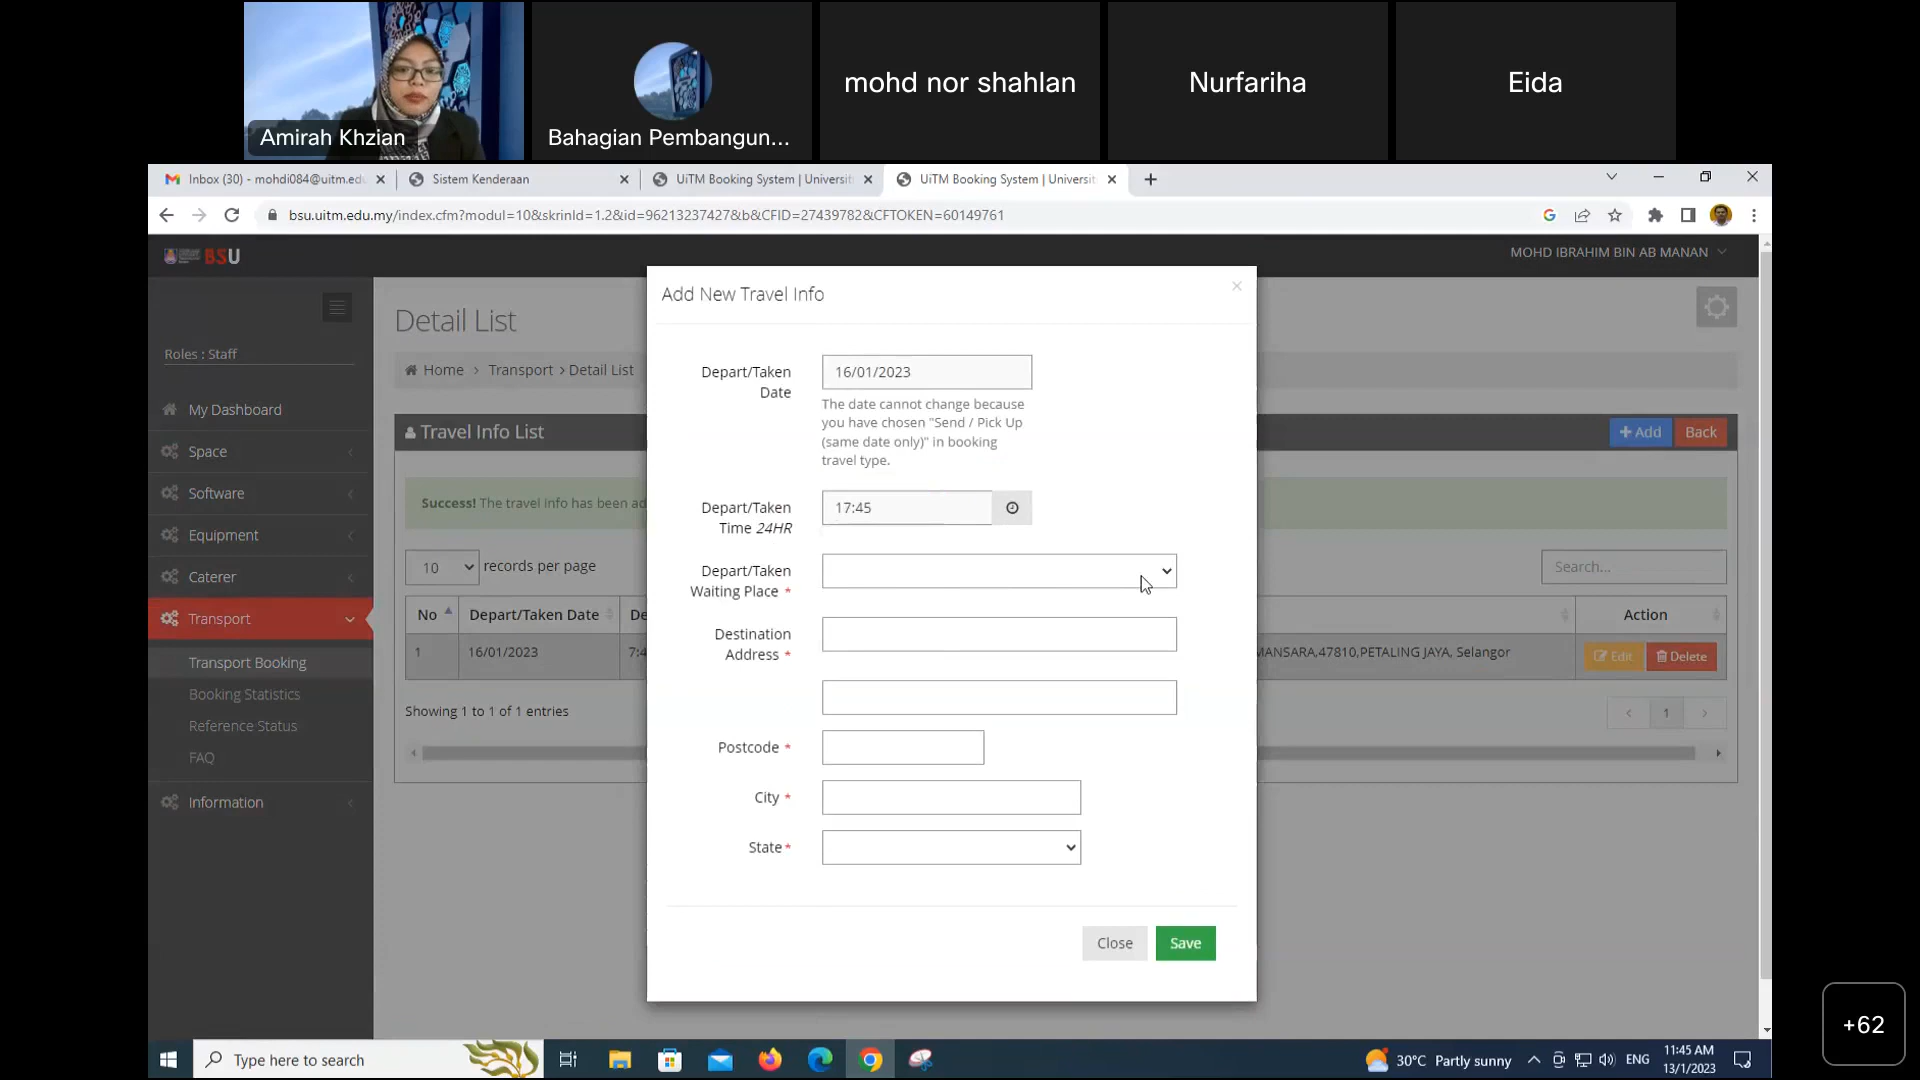 Amirah Khzian
Bahagian Pembangun...
mohd nor shahlan
Nurfariha
Eida
Inbox (30) - mohdi084@uitm.ed
Sistem Kenderaan
UiTM Booking System | Universit
UiTM Booking System | Universit
bsu.uitm.edu.my/index.cfm?modul=10&skrinId=1.2&id=96213237427&b&CFID=27439782&CFTOKEN=60149761
BSU
MOHD IBRAHIM BIN AB MANAN
Roles : Staff
My Dashboard
Space
Software
Equipment
Caterer
Transport
Transport Booking
Booking Statistics
Reference Status
FAQ
Information
Detail List
Home > Transport > Detail List
Travel Info List
Add
Back
Success! The travel info has been ad
10 records per page
Search...
No Depart/Taken Date De
Action
1 16/01/2023 7:4
MANSARA,47810,PETALING JAYA, Selangor
Edit Delete
Showing 1 to 1 of 1 entries
1
Add New Travel Info
×
Depart/Taken
Date
16/01/2023
The date cannot change because
you have chosen "Send / Pick Up
(same date only)" in booking
travel type.
Depart/Taken
Time 24HR
17:45
Depart/Taken
Waiting Place *
Destination
Address *
Postcode *
City *
State*
Close
Save
+62
Type here to search
30°C Partly sunny
ENG
11:45 AM
13/1/2023